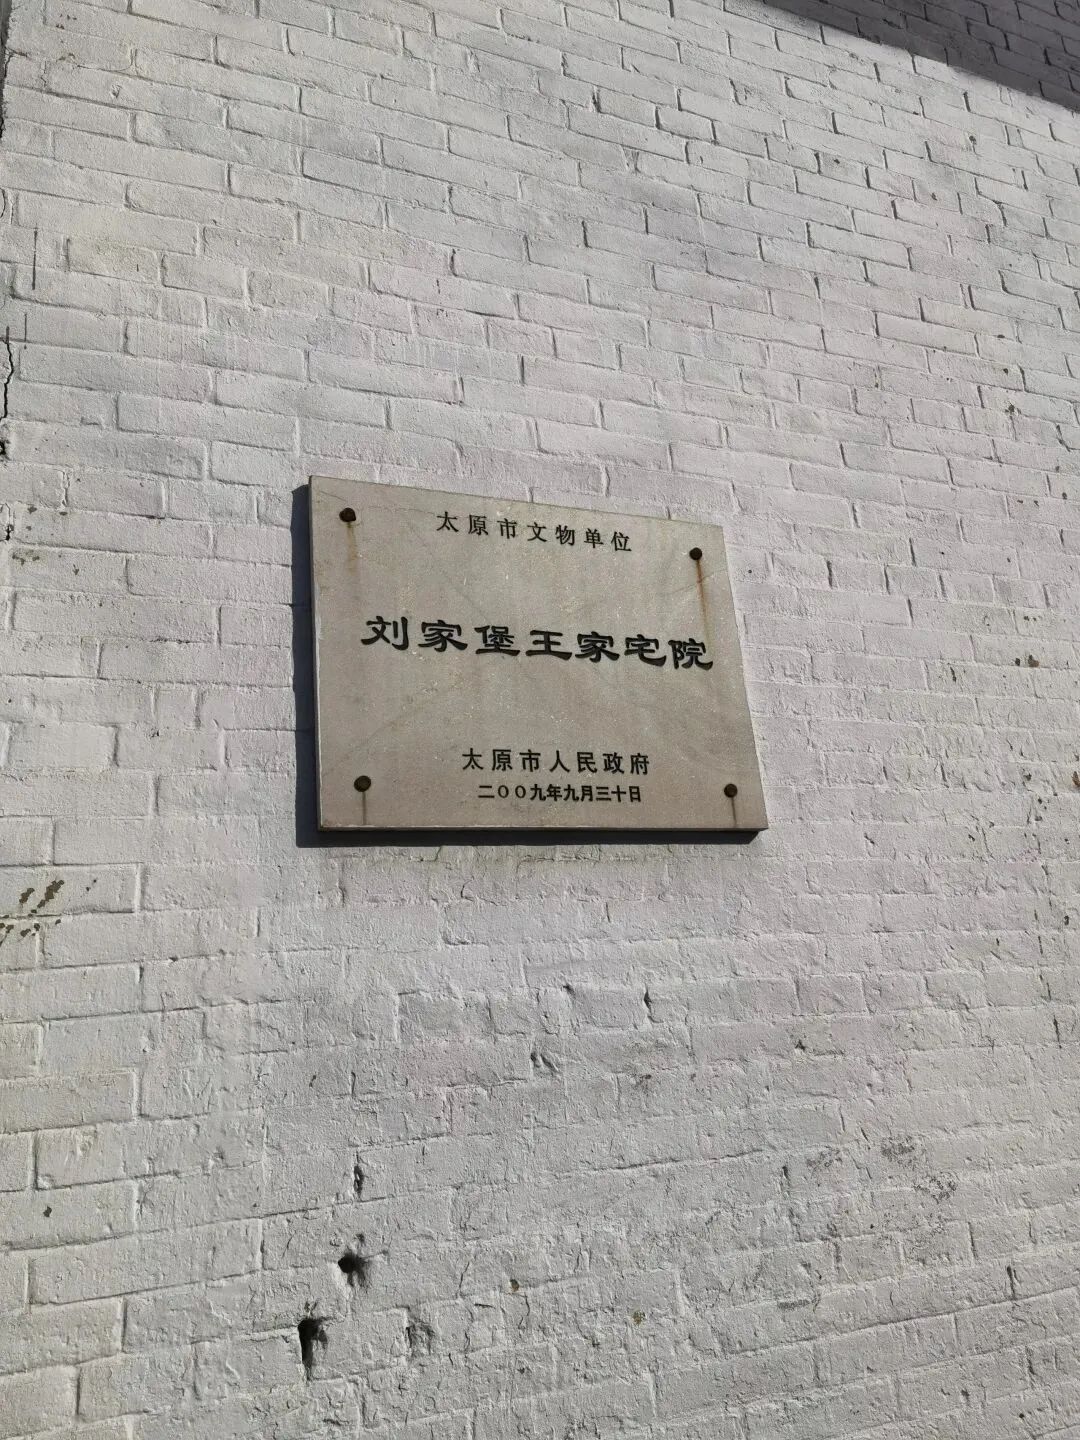 太原市文物单位
刘家堡王家宅院
太原市人民政府
二〇〇九年九月三十日